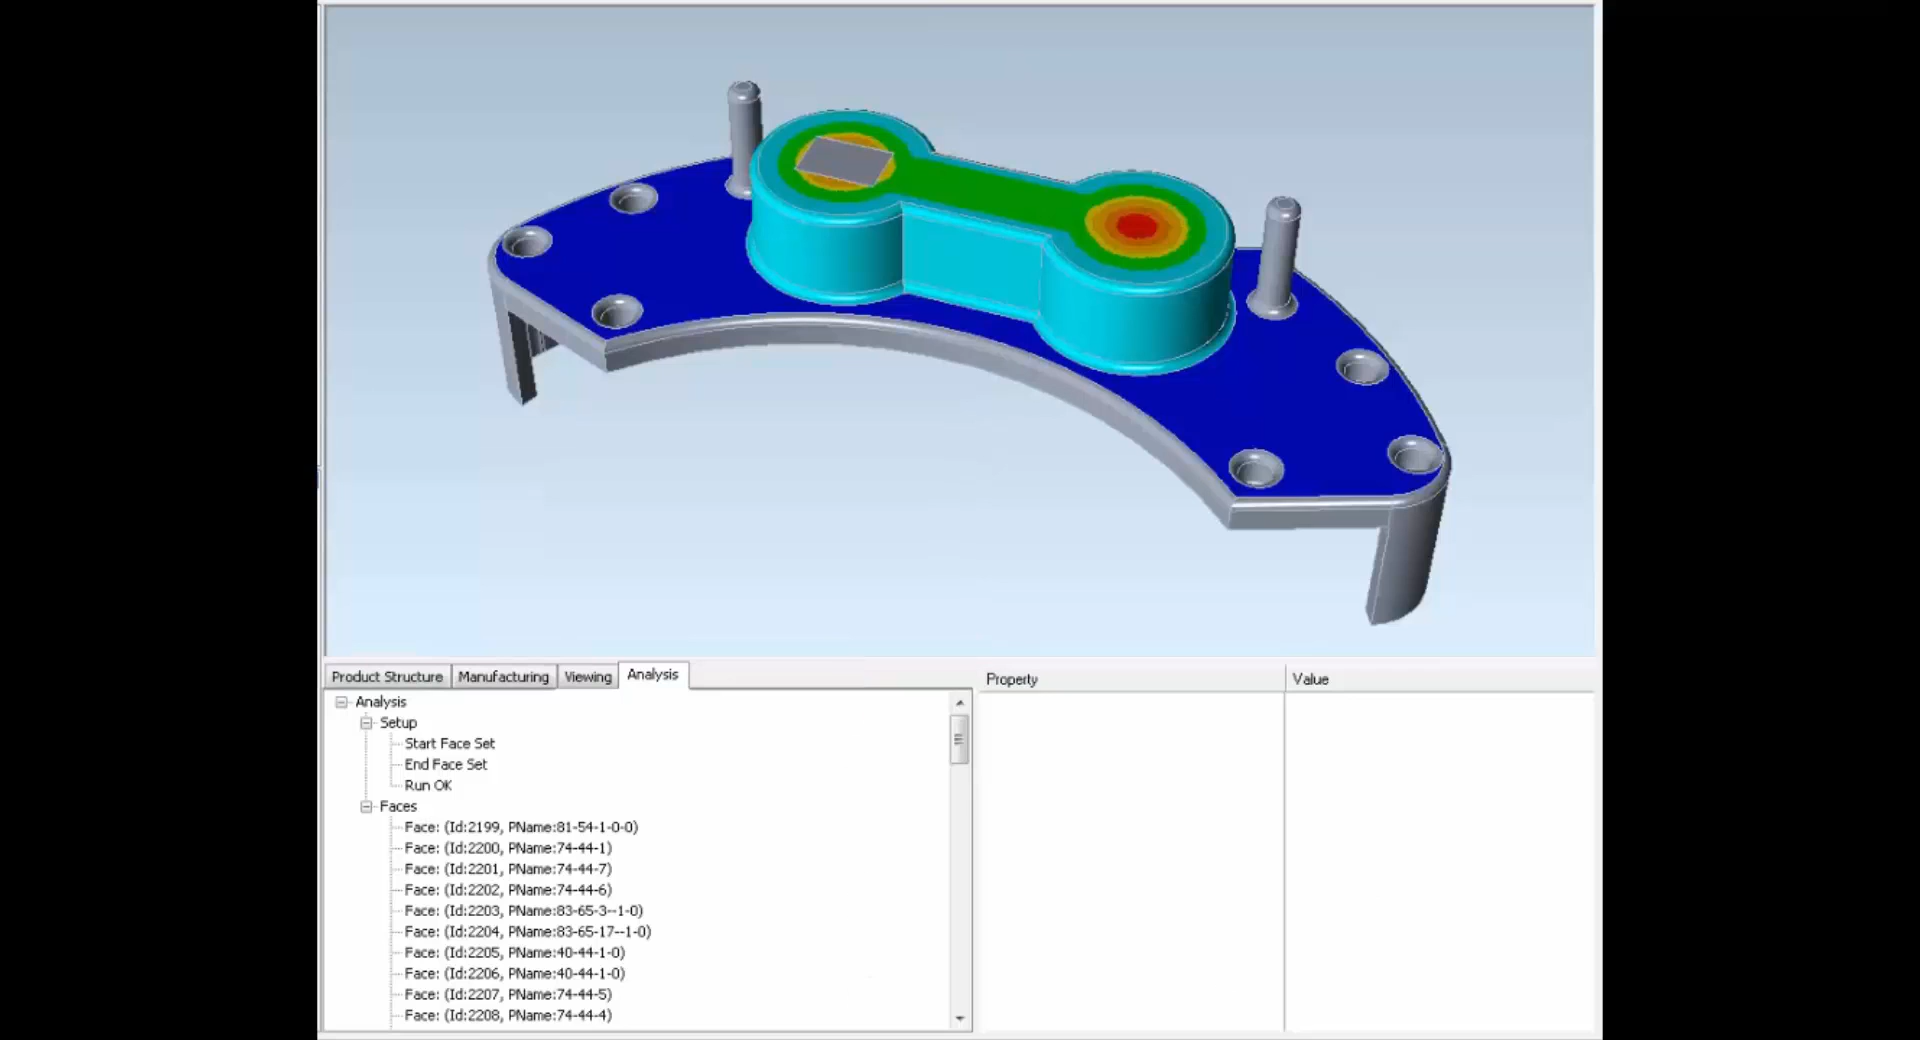 Product Structure Manufacturing Viewing Analysis
Property Value
Analysis
Setup
Start Face Set
End Face Set
Run OK
Faces
Face: (Id:2199, PName:81-54-1-0-0)
Face: (Id:2200, PName:74-44-1)
Face: (Id:2201, PName:74-44-7)
Face: (Id:2202, PName:74-44-6)
Face: (Id:2203, PName:83-65-3--1-0)
Face: (Id:2204, PName:83-65-17--1-0)
Face: (Id:2205, PName:40-44-1-0)
Face: (Id:2206, PName:40-44-1-0)
Face: (Id:2207, PName:74-44-5)
Face: (Id:2208, PName:74-44-4)